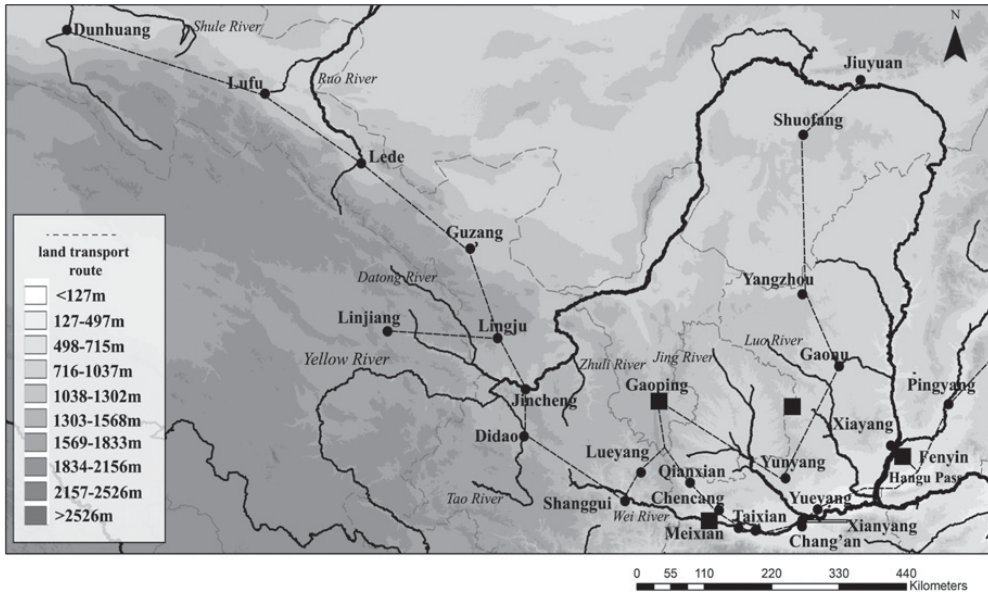 N
Dunhuang
Shule River
Jiuyuan
Lufu
Ruo River
Shuofang
Lede
Guzang
Datong River
Yangzhou
Linjiang
Lingju
Luo River
Yellow River
Zhuli River
Jing River
Gaonu
Gaoping
Pingyang
Jincheng
Didao
Xiayang
Lueyang
Fenyin
Qianxian
Yunyang
Hangu Pass
Tao River
Shanggui
Chencang
Yueyang
Wei River
Taixian
Xianyang
Meixian
Chang'an
land transport
route
<127m
127-497m
498-715m
716-1037m
1038-1302m
1303-1568m
1569-1833m
1834-2156m
2157-2526m
>2526m
0 55 110 220 330 440
Kilometers